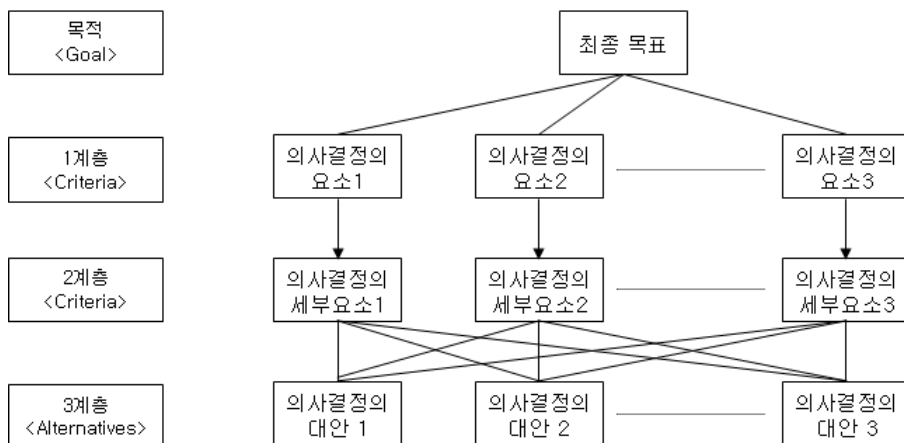 목적
<Goal>
최종 목표
1계층
<Criteria>
의사결정의
요소1
의사결정의
요소2
의사결정의
요소3
2계층
<Criteria>
의사결정의
세부요소1
의사결정의
세부요소2
의사결정의
세부요소3
3계층
<Alternatives>
의사결정의
대안 1
의사결정의
대안 2
의사결정의
대안 3